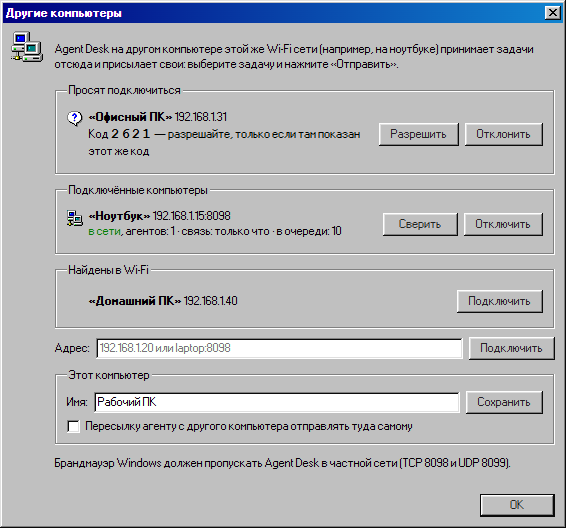 Другие компьютеры
Agent Desk на другом компьютере этой же Wi-Fi сети (например, на ноутбуке) принимает задачи
отсюда и присылает свои: выберите задачу и нажмите «Отправить».
Просят подключиться
«Офисный ПК» 192.168.1.31
Код 2621 — разрешайте, только если там показан
этот же код
Разрешить
Отклонить
Подключённые компьютеры
«Ноутбук» 192.168.1.15:8098
в сети, агентов: 1 · связь: только что · в очереди: 10
Сверить
Отключить
Найдены в Wi-Fi
«Домашний ПК» 192.168.1.40
Подключить
Адрес: 192.168.1.20 или laptop:8098
Подключить
Этот компьютер
Имя: Рабочий ПК
Сохранить
Пересылку агенту с другого компьютера отправлять туда самому
Брандмауэр Windows должен пропускать Agent Desk в частной сети (TCP 8098 и UDP 8099).
OK